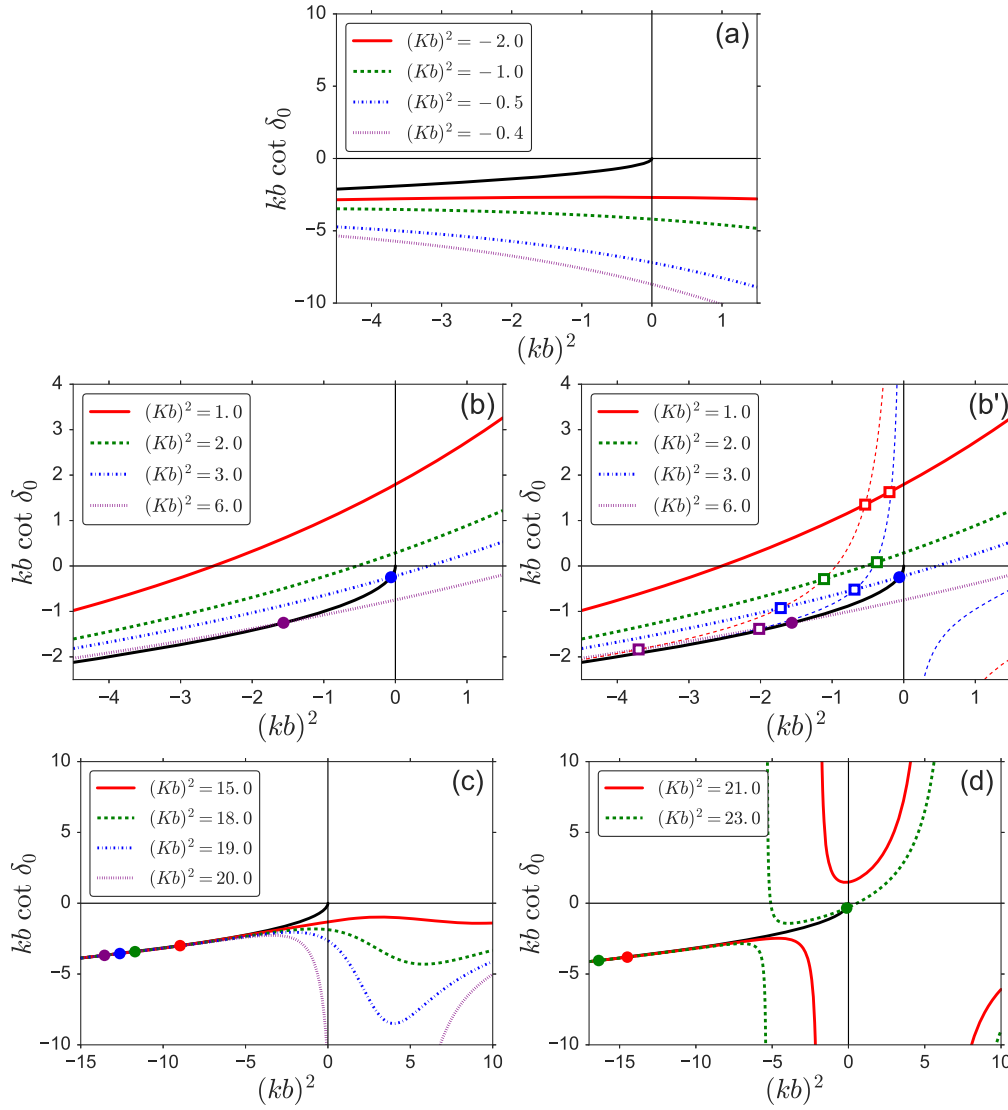 (a)
(Kb)² = −2.0
(Kb)² = −1.0
(Kb)² = −0.5
(Kb)² = −0.4
10
5
0
−5
−10
kb cot δ₀
−4 −3 −2 −1 0 1
(kb)²
(b)
(Kb)² = 1.0
(Kb)² = 2.0
(Kb)² = 3.0
(Kb)² = 6.0
4
3
2
1
0
−1
−2
kb cot δ₀
−4 −3 −2 −1 0 1
(kb)²
(b')
(Kb)² = 1.0
(Kb)² = 2.0
(Kb)² = 3.0
(Kb)² = 6.0
4
3
2
1
0
−1
−2
kb cot δ₀
−4 −3 −2 −1 0 1
(kb)²
(c)
(Kb)² = 15.0
(Kb)² = 18.0
(Kb)² = 19.0
(Kb)² = 20.0
10
5
0
−5
−10
kb cot δ₀
−15 −10 −5 0 5 10
(kb)²
(d)
(Kb)² = 21.0
(Kb)² = 23.0
10
5
0
−5
−10
kb cot δ₀
−15 −10 −5 0 5 10
(kb)²